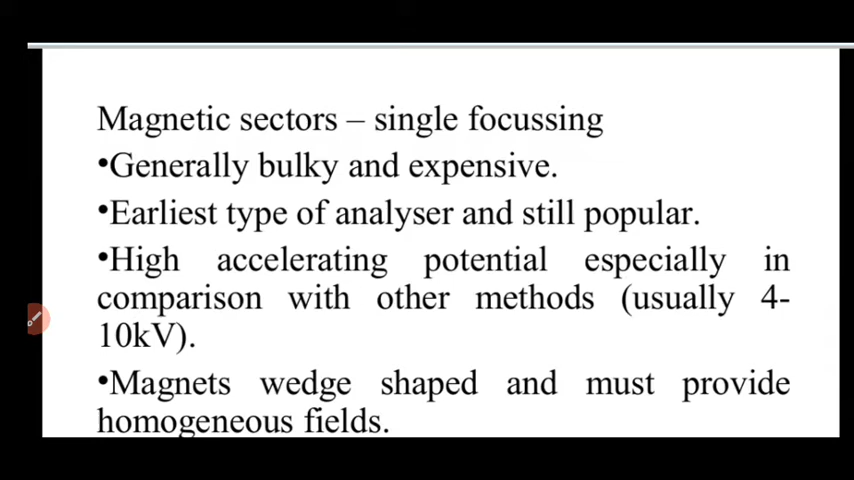 Magnetic sectors – single focussing
•Generally bulky and expensive.
•Earliest type of analyser and still popular.
•High accelerating potential especially in
comparison with other methods (usually 4-
10kV).
•Magnets wedge shaped and must provide
homogeneous fields.